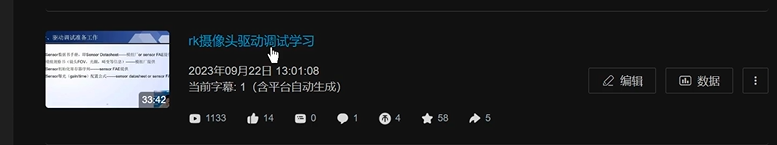 、驱动调试准备工作
33:42
rk摄像头驱动调试学习
2023年09月22日 13:01:08
当前字幕: 1（含平台自动生成）
1133 14 0 1 4 58 5
编辑 数据